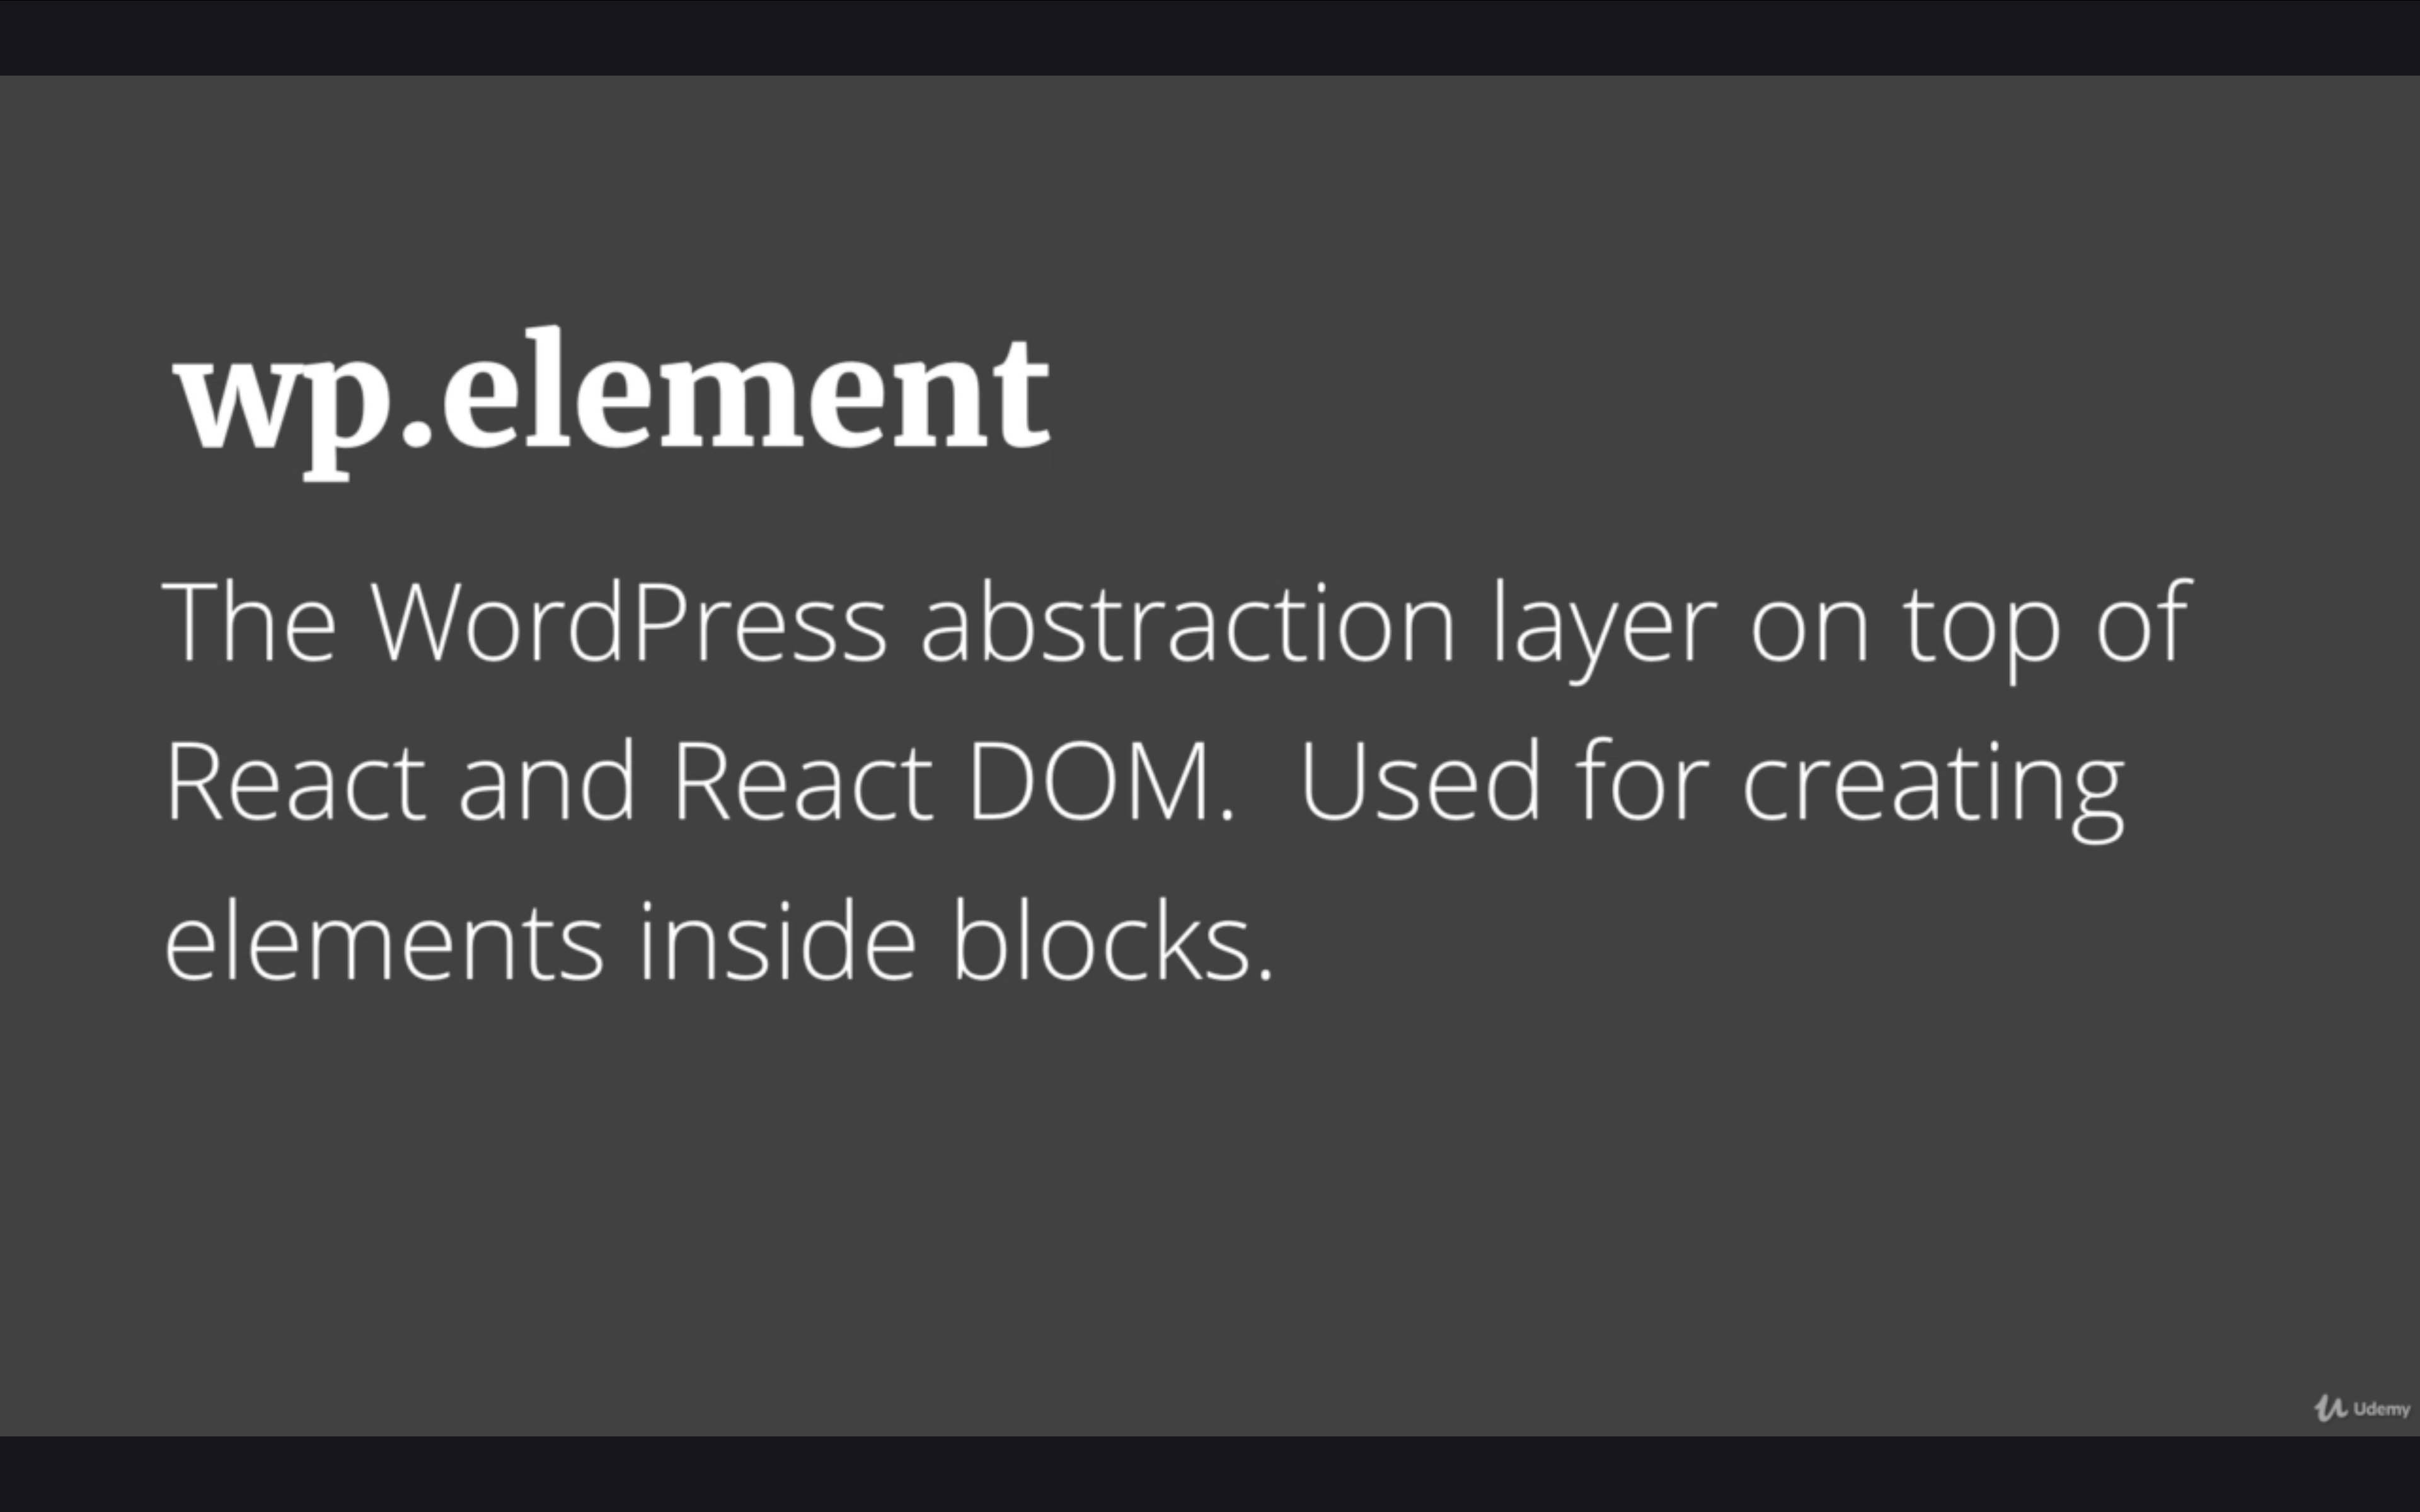 wp.element
The WordPress abstraction layer on top of
React and React DOM.  Used for creating
elements inside blocks.
Udemy